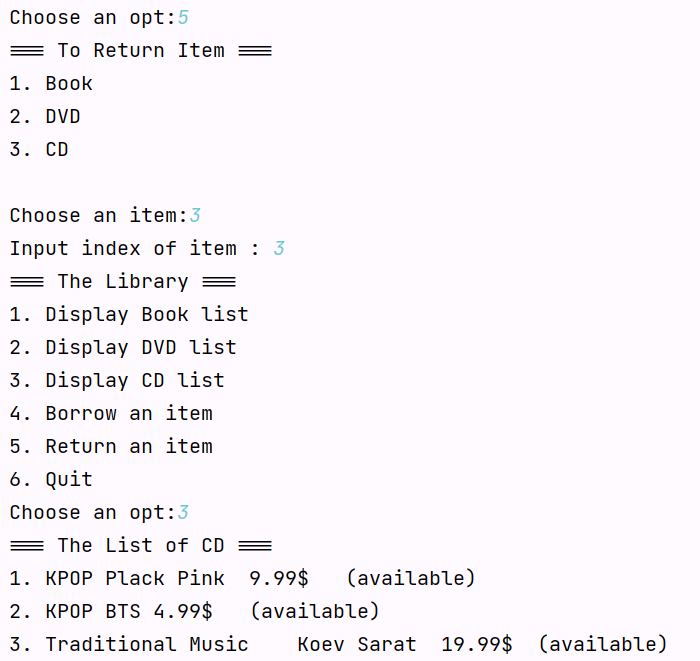 Choose an opt:5
=== To Return Item ===
1. Book
2. DVD
3. CD
Choose an item:3
Input index of item : 3
=== The Library ===
1. Display Book list
2. Display DVD list
3. Display CD list
4. Borrow an item
5. Return an item
6. Quit
Choose an opt:3
=== The List of CD ===
1. KPOP Plack Pink  9.99$   (available)
2. KPOP BTS 4.99$   (available)
3. Traditional Music    Koev Sarat  19.99$  (available)